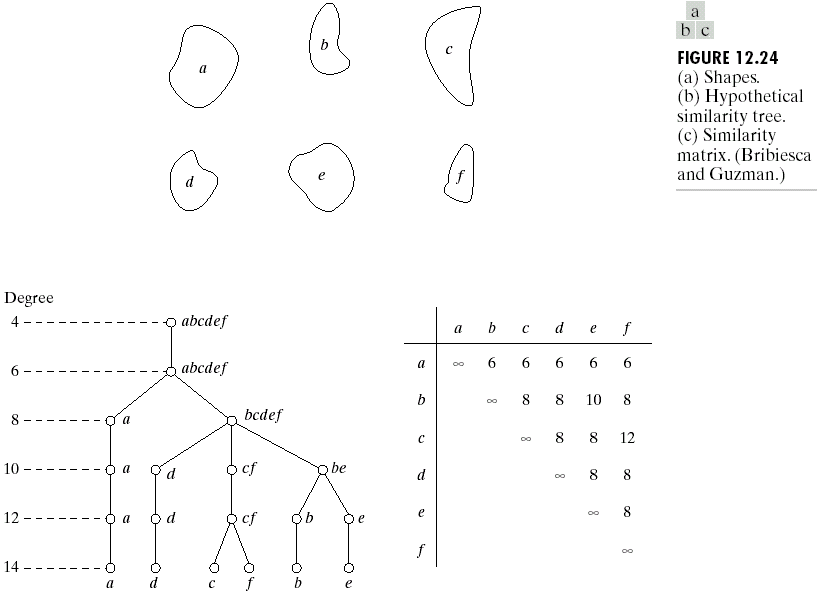 a b c
d e f
a
b c
FIGURE 12.24
(a) Shapes.
(b) Hypothetical
similarity tree.
(c) Similarity
matrix. (Bribiesca
and Guzman.)
Degree
4 abcdef
6 abcdef
8 a bcdef
10 a d cf be
12 a d cf b e
14
a d c f b e
a b c d e f
a ∞ 6 6 6 6 6
b ∞ 8 8 10 8
c ∞ 8 8 12
d ∞ 8 8
e ∞ 8
f ∞